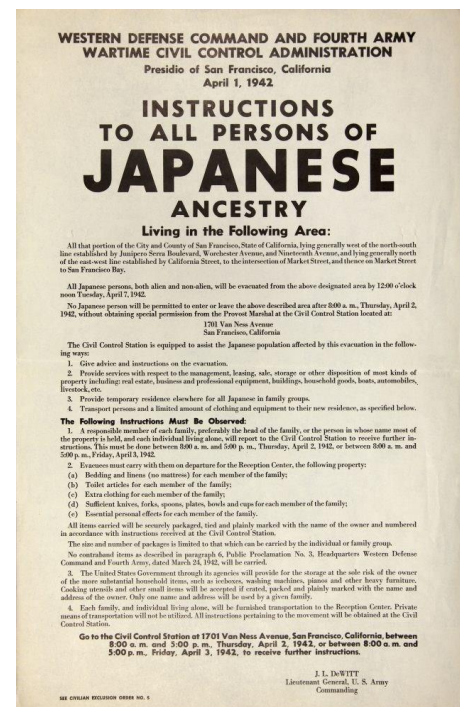 WESTERN DEFENSE COMMAND AND FOURTH ARMY
WARTIME CIVIL CONTROL ADMINISTRATION
Presidio of San Francisco, California
April 1, 1942
INSTRUCTIONS
TO ALL PERSONS OF
JAPANESE
ANCESTRY
Living in the Following Area:
All that portion of the City and County of San Francisco, State of California, lying generally west of the north-south
line established by Junipero Serra Boulevard, Worchester Avenue, and Nineteenth Avenue, and lying generally north
of the east-west line established by California Street, to the intersection of Market Street, and thence on Market Street
to San Francisco Bay.
All Japanese persons, both alien and non-alien, will be evacuated from the above designated area by 12:00 o'clock
noon Tuesday, April 7, 1942.
No Japanese person will be permitted to enter or leave the above described area after 8:00 a. m., Thursday, April 2,
1942, without obtaining special permission from the Provost Marshal at the Civil Control Station located at:
1701 Van Ness Avenue
San Francisco, California
The Civil Control Station is equipped to assist the Japanese population affected by this evacuation in the follow-
ing ways:
1. Give advice and instructions on the evacuation.
2. Provide services with respect to the management, leasing, sale, storage or other disposition of most kinds of
property including: real estate, business and professional equipment, buildings, household goods, boats, automobiles,
livestock, etc.
3. Provide temporary residence elsewhere for all Japanese in family groups.
4. Transport persons and a limited amount of clothing and equipment to their new residence, as specified below.
The Following Instructions Must Be Observed:
1. A responsible member of each family, preferably the head of the family, or the person in whose name most of
the property is held, and each individual living alone, will report to the Civil Control Station to receive further in-
structions. This must be done between 8:00 a. m. and 5:00 p. m., Thursday, April 2, 1942, or between 8:00 a. m. and
5:00 p. m., Friday, April 3, 1942.
2. Evacuees must carry with them on departure for the Reception Center, the following property:
(a) Bedding and linens (no mattress) for each member of the family;
(b) Toilet articles for each member of the family;
(c) Extra clothing for each member of the family;
(d) Sufficient knives, forks, spoons, plates, bowls and cups for each member of the family;
(e) Essential personal effects for each member of the family.
All items carried will be securely packaged, tied and plainly marked with the name of the owner and numbered
in accordance with instructions received at the Civil Control Station.
The size and number of packages is limited to that which can be carried by the individual or family group.
No contraband items as described in paragraph 6, Public Proclamation No. 3, Headquarters Western Defense
Command and Fourth Army, dated March 24, 1942, will be carried.
3. The United States Government through its agencies will provide for the storage at the sole risk of the owner
of the more substantial household items, such as iceboxes, washing machines, pianos and other heavy furniture.
Cooking utensils and other small items will be accepted if crated, packed and plainly marked with the name and
address of the owner. Only one name and address will be used by a given family.
4. Each family, and individual living alone, will be furnished transportation to the Reception Center. Private
means of transportation will not be utilized. All instructions pertaining to the movement will be obtained at the Civil
Control Station.
Go to the Civil Control Station at 1701 Van Ness Avenue, San Francisco, California, between
8:00 a. m. and 5:00 p. m., Thursday, April 2, 1942, or between 8:00 a. m. and
5:00 p. m., Friday, April 3, 1942, to receive further instructions.
J. L. DeWITT
Lieutenant General, U. S. Army
Commanding
SEE CIVILIAN EXCLUSION ORDER NO. 5